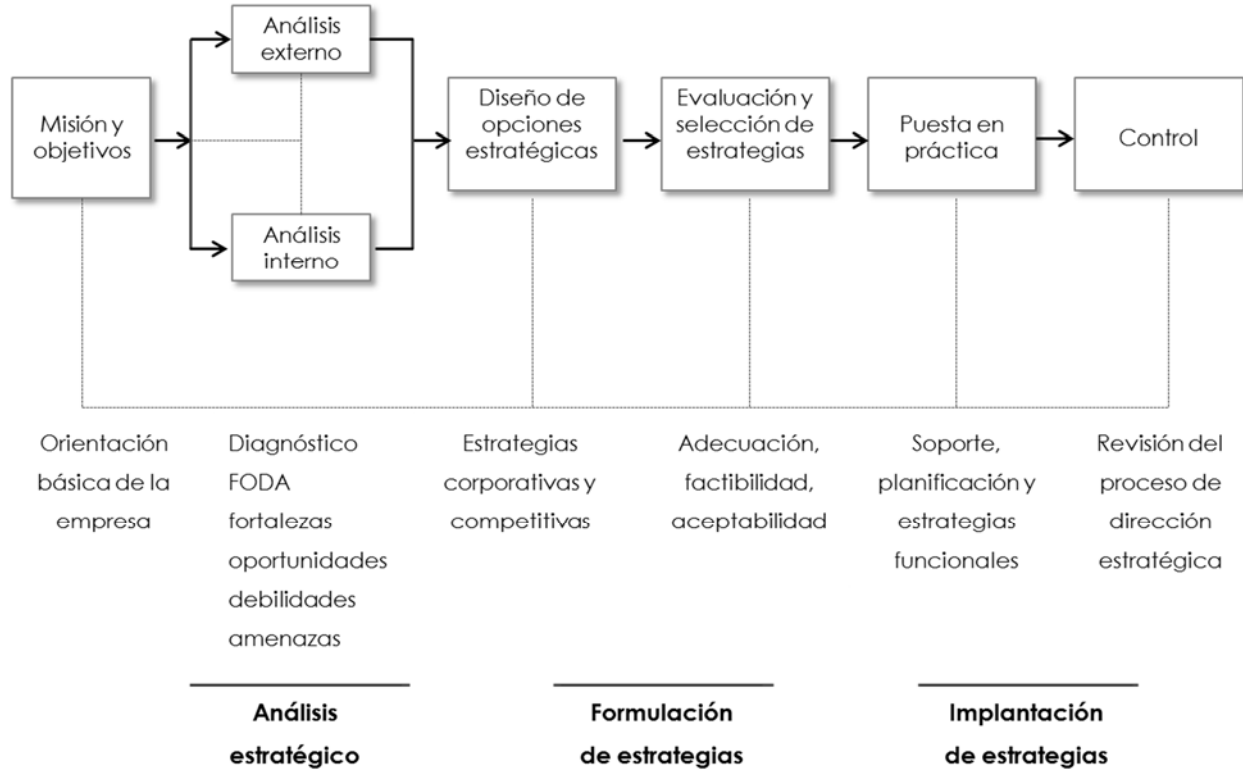 Análisis
externo
Misión y
objetivos
Análisis
interno
Diseño de
opciones
estratégicas
Evaluación y
selección de
estrategias
Puesta en
práctica
Control
Orientación
básica de la
empresa
Diagnóstico
FODA
fortalezas
oportunidades
debilidades
amenazas
Estrategias
corporativas y
competitivas
Adecuación,
factibilidad,
aceptabilidad
Soporte,
planificación y
estrategias
funcionales
Revisión del
proceso de
dirección
estratégica
Análisis
estratégico
Formulación
de estrategias
Implantación
de estrategias